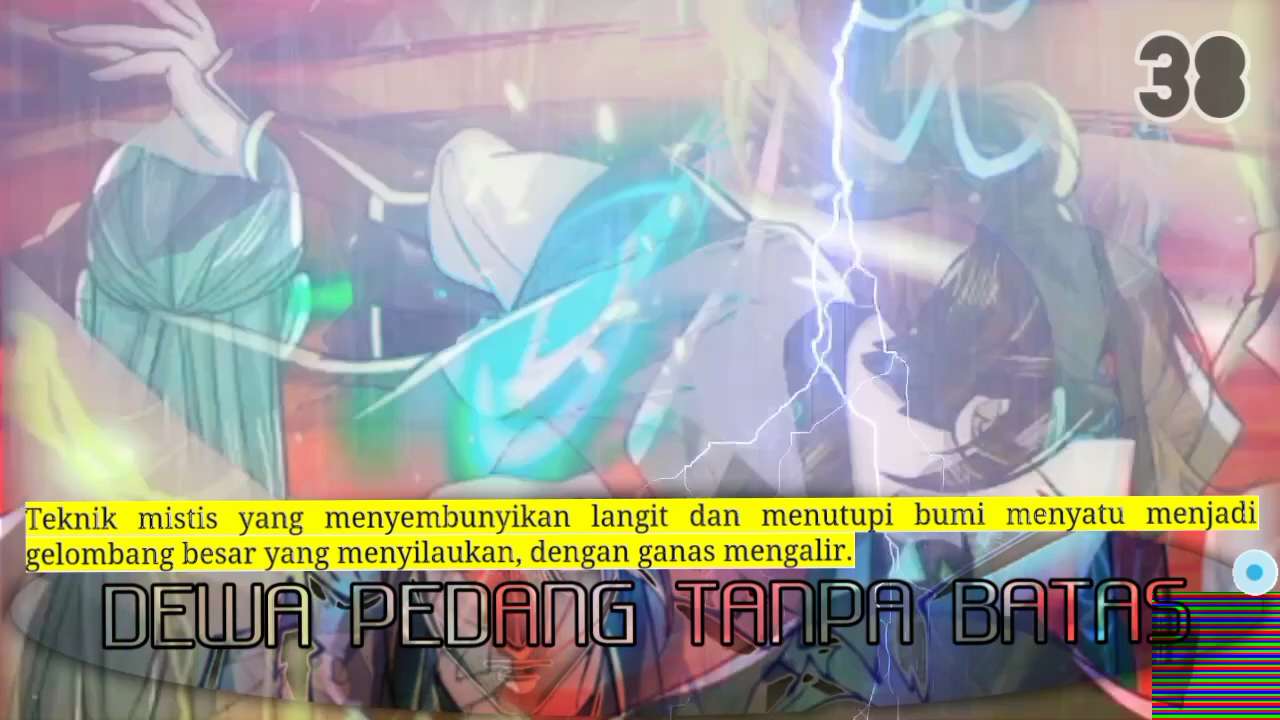 38
Teknik mistis yang menyembunyikan langit dan menutupi bumi menyatu menjadi
gelombang besar yang menyilaukan, dengan ganas mengalir.
DEWA PEDANG TANPA BATAS